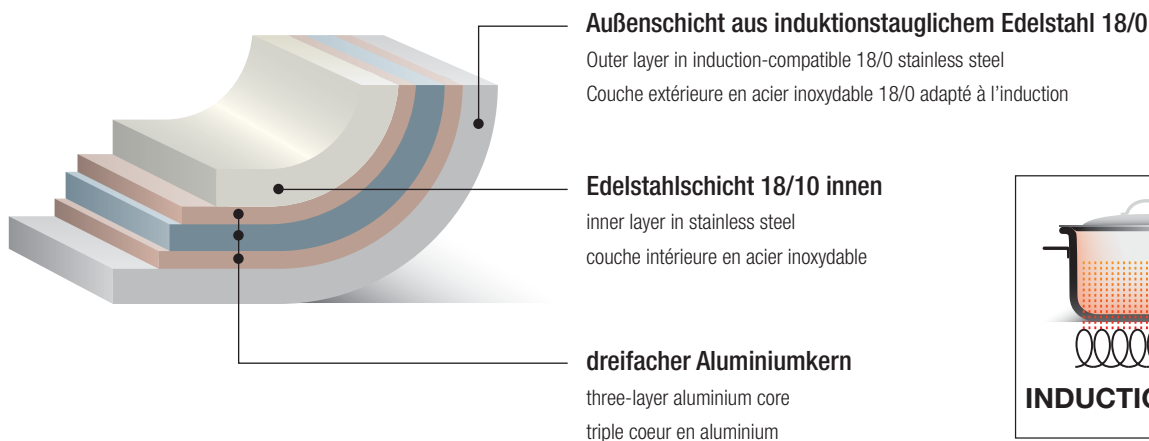 Außenschicht aus induktionstauglichem Edelstahl 18/0
Outer layer in induction-compatible 18/0 stainless steel
Couche extérieure en acier inoxydable 18/0 adapté à l'induction
Edelstahlschicht 18/10 innen
inner layer in stainless steel
couche intérieure en acier inoxydable
dreifacher Aluminiumkern
three-layer aluminium core
triple coeur en aluminium